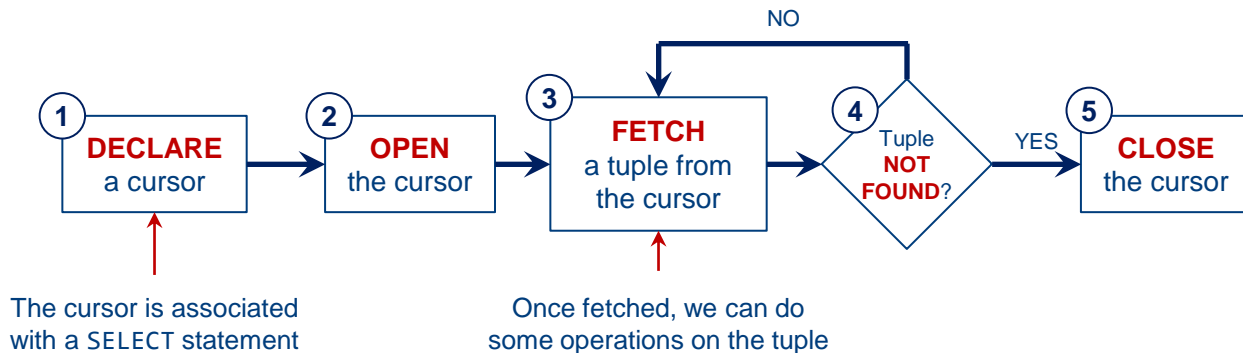 NO
1
DECLARE
a cursor
2
OPEN
the cursor
3
FETCH
a tuple from
the cursor
4
Tuple
NOT
FOUND?
YES
5
CLOSE
the cursor
The cursor is associated
with a SELECT statement
Once fetched, we can do
some operations on the tuple